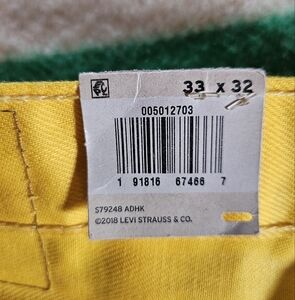 33 x 32
005012703
1 91816 67466 7
S79248 ADHK
©2018 LEVI STRAUSS & CO.